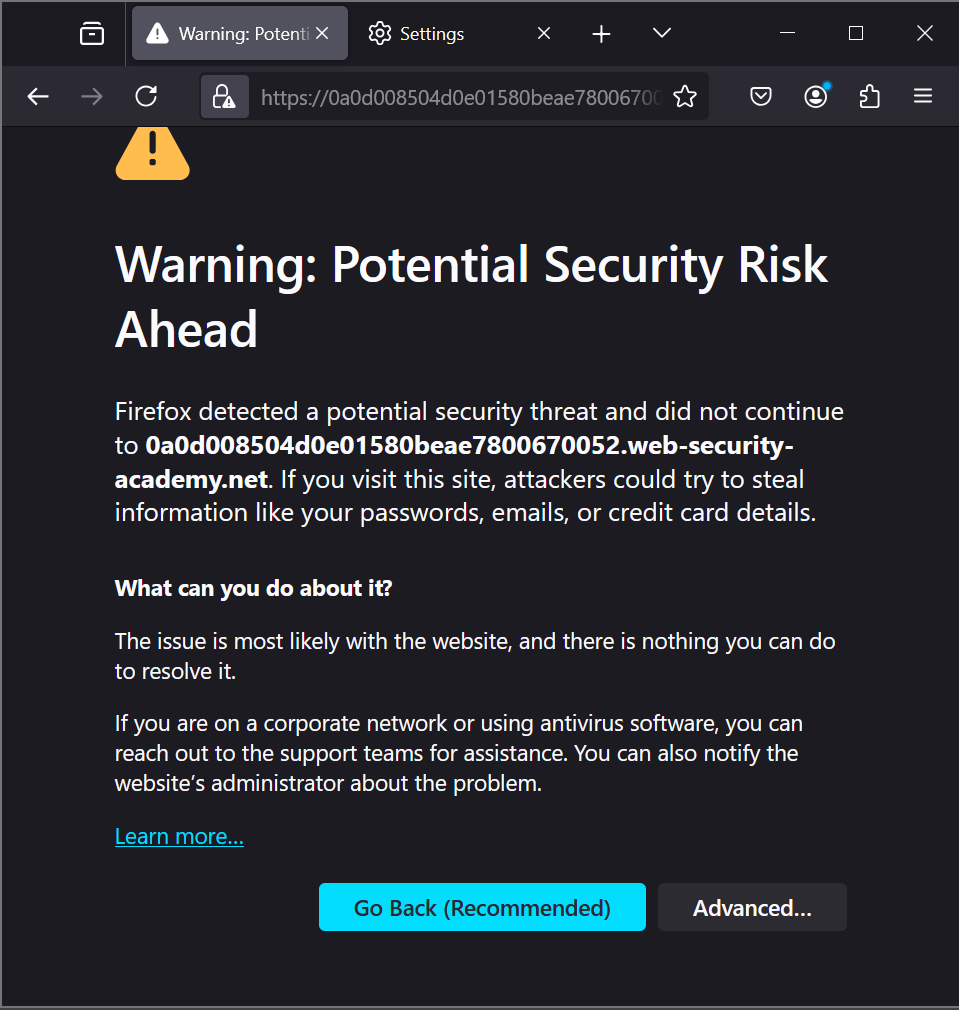 Warning: Potenti
Settings
https://0a0d008504d0e01580beae78006700
Warning: Potential Security Risk
Ahead
Firefox detected a potential security threat and did not continue
to 0a0d008504d0e01580beae7800670052.web-security-
academy.net. If you visit this site, attackers could try to steal
information like your passwords, emails, or credit card details.
What can you do about it?
The issue is most likely with the website, and there is nothing you can do
to resolve it.
If you are on a corporate network or using antivirus software, you can
reach out to the support teams for assistance. You can also notify the
website’s administrator about the problem.
Learn more…
Go Back (Recommended)
Advanced…